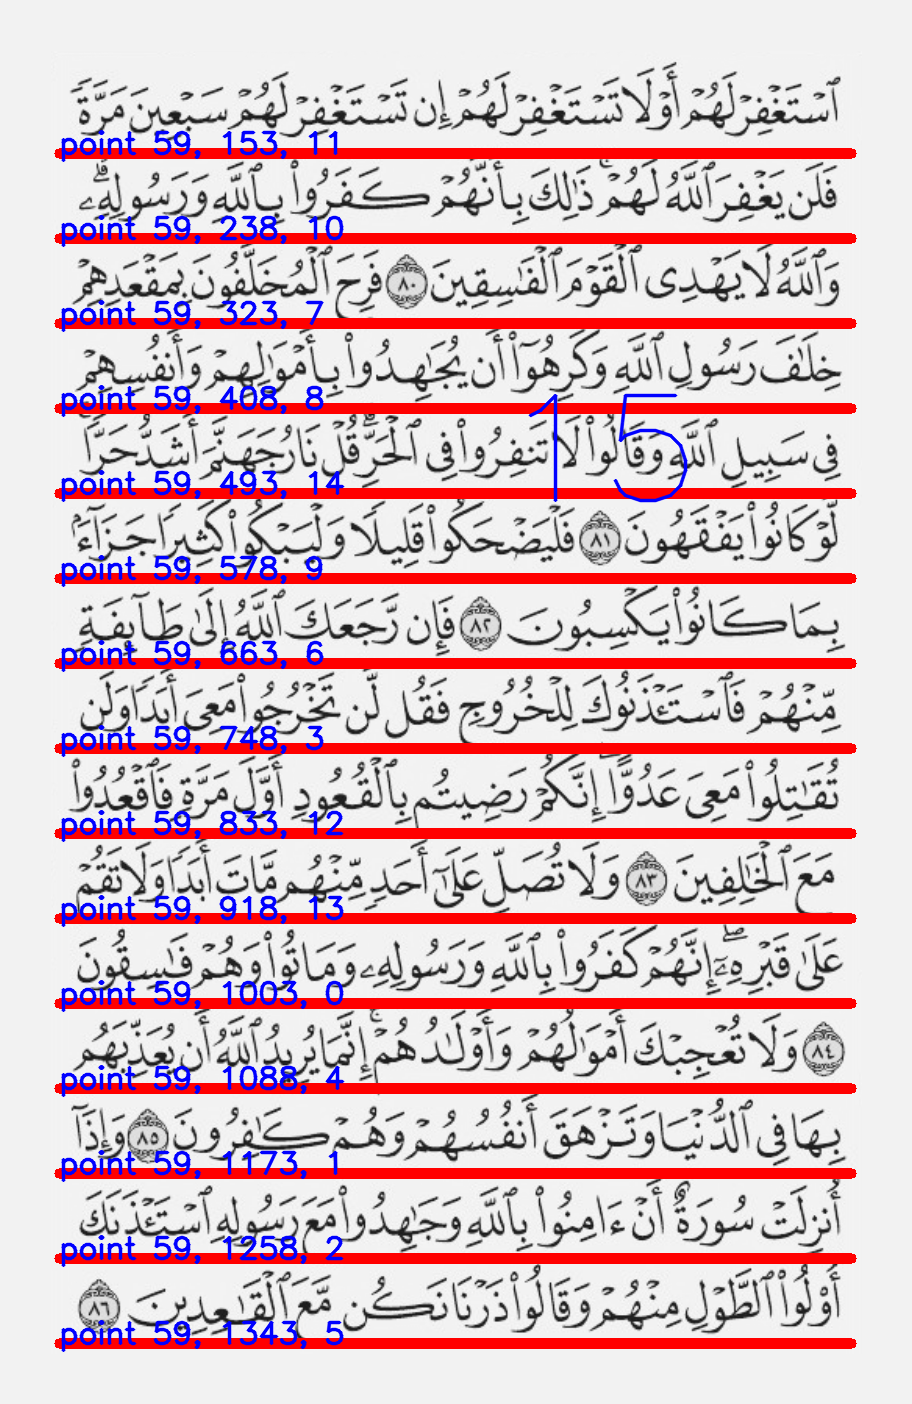 ٱسْتَغْفِرْ لَهُمْ أَوْ لَا تَسْتَغْفِرْ لَهُمْ إِن تَسْتَغْفِرْ لَهُمْ سَبْعِينَ مَرَّةً
point 59, 153, 11
فَلَن يَغْفِرَ ٱللَّهُ لَهُمْ ۚ ذَٰلِكَ بِأَنَّهُمْ كَفَرُوا۟ بِٱللَّهِ وَرَسُولِهِۦ ۗ
point 59, 238, 10
وَٱللَّهُ لَا يَهْدِى ٱلْقَوْمَ ٱلْفَٰسِقِينَ ٨٠ فَرِحَ ٱلْمُخَلَّفُونَ بِمَقْعَدِهِمْ
point 59, 323, 7
خِلَٰفَ رَسُولِ ٱللَّهِ وَكَرِهُوٓا۟ أَن يُجَٰهِدُوا۟ بِأَمْوَٰلِهِمْ وَأَنفُسِهِمْ
point 59, 408, 8
15
فِى سَبِيلِ ٱللَّهِ وَقَالُوا۟ لَا تَنفِرُوا۟ فِى ٱلْحَرِّ ۗ قُلْ نَارُ جَهَنَّمَ أَشَدُّ حَرًّا ۚ
point 59, 493, 14
لَّوْ كَانُوا۟ يَفْقَهُونَ ٨١ فَلْيَضْحَكُوا۟ قَلِيلًا وَلْيَبْكُوا۟ كَثِيرًا جَزَآءًۢ
point 59, 578, 9
بِمَا كَانُوا۟ يَكْسِبُونَ ٨٢ فَإِن رَّجَعَكَ ٱللَّهُ إِلَىٰ طَآئِفَةٍ
point 59, 663, 6
مِّنْهُمْ فَٱسْتَـْٔذَنُوكَ لِلْخُرُوجِ فَقُل لَّن تَخْرُجُوا۟ مَعِىَ أَبَدًا وَلَن
point 59, 748, 3
تُقَٰتِلُوا۟ مَعِىَ عَدُوًّا ۖ إِنَّكُمْ رَضِيتُم بِٱلْقُعُودِ أَوَّلَ مَرَّةٍ فَٱقْعُدُوا۟
point 59, 833, 12
مَعَ ٱلْخَٰلِفِينَ ٨٣ وَلَا تُصَلِّ عَلَىٰٓ أَحَدٍ مِّنْهُم مَّاتَ أَبَدًا وَلَا تَقُمْ
point 59, 918, 13
عَلَىٰ قَبْرِهِۦٓ ۖ إِنَّهُمْ كَفَرُوا۟ بِٱللَّهِ وَرَسُولِهِۦ وَمَاتُوا۟ وَهُمْ فَٰسِقُونَ
point 59, 1003, 0
٨٤ وَلَا تُعْجِبْكَ أَمْوَٰلُهُمْ وَأَوْلَٰدُهُمْ ۚ إِنَّمَا يُرِيدُ ٱللَّهُ أَن يُعَذِّبَهُم
point 59, 1088, 4
بِهَا فِى ٱلدُّنْيَا وَتَزْهَقَ أَنفُسُهُمْ وَهُمْ كَٰفِرُونَ ٨٥ وَإِذَآ
point 59, 1173, 1
أُنزِلَتْ سُورَةٌ أَنْ ءَامِنُوا۟ بِٱللَّهِ وَجَٰهِدُوا۟ مَعَ رَسُولِهِ ٱسْتَـْٔذَنَكَ
point 59, 1258, 2
أُو۟لُوا۟ ٱلطَّوْلِ مِنْهُمْ وَقَالُوا۟ ذَرْنَا نَكُن مَّعَ ٱلْقَٰعِدِينَ ٨٦
point 59, 1343, 5